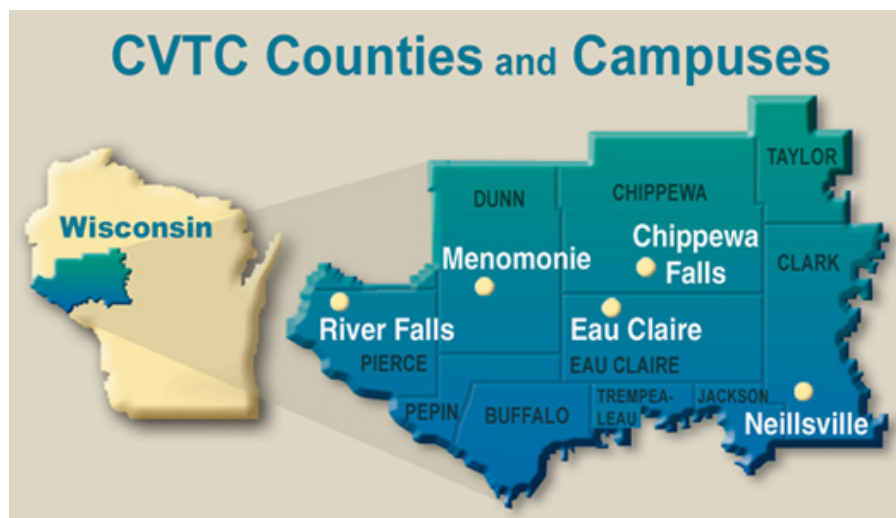 CVTC Counties and Campuses
Wisconsin
TAYLOR
DUNN
CHIPPEWA
Menomonie
Chippewa
Falls
CLARK
River Falls
Eau Claire
PIERCE
EAU CLAIRE
PEPIN
BUFFALO
TREMPEA-
LEAU
JACKSON
Neillsville